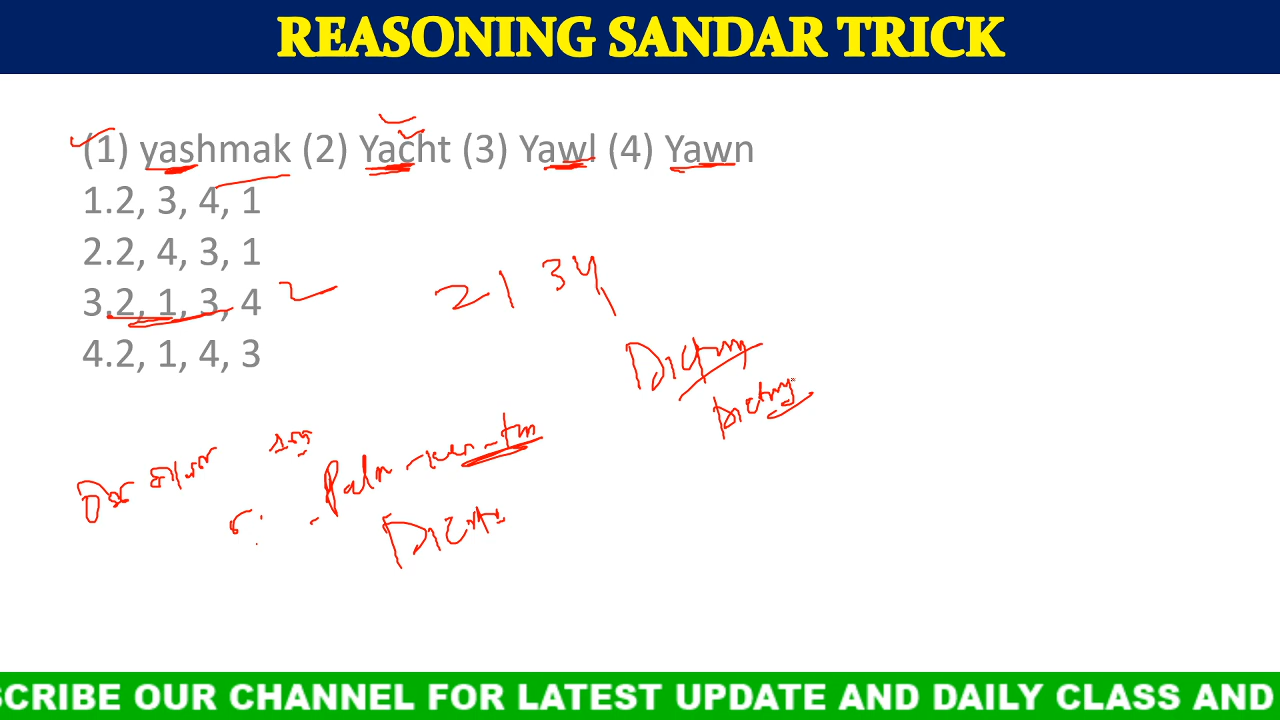 REASONING SANDAR TRICK
(1) yashmak (2) Yacht (3) Yawl (4) Yawn
1.2, 3, 4, 1
2.2, 4, 3, 1
3.2, 1, 3, 4
4.2, 1, 4, 3
2 1 3 4
SCRIBE OUR CHANNEL FOR LATEST UPDATE AND DAILY CLASS AND